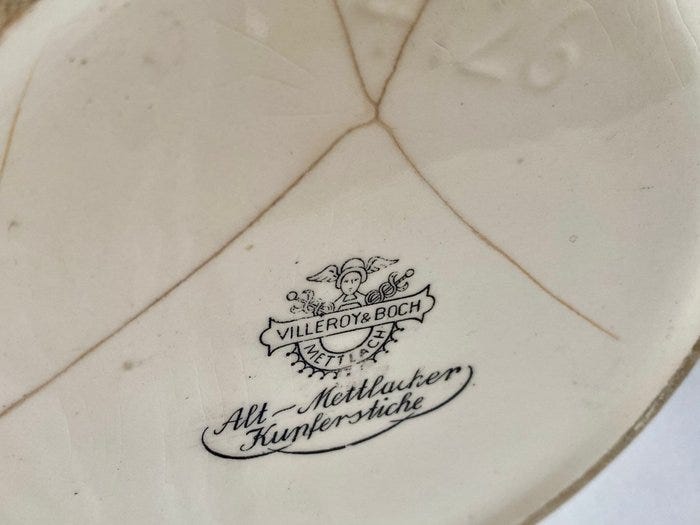 VILLEROY & BOCH
METTLACH
Alt-Mettlacher
Kupferstiche